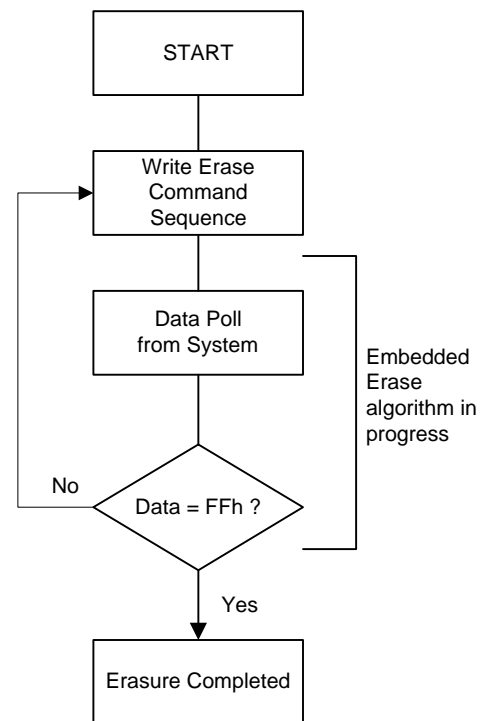 START
Write Erase
Command
Sequence
Data Poll
from System
Embedded
Erase
algorithm in
progress
No
Data = FFh ?
Yes
Erasure Completed